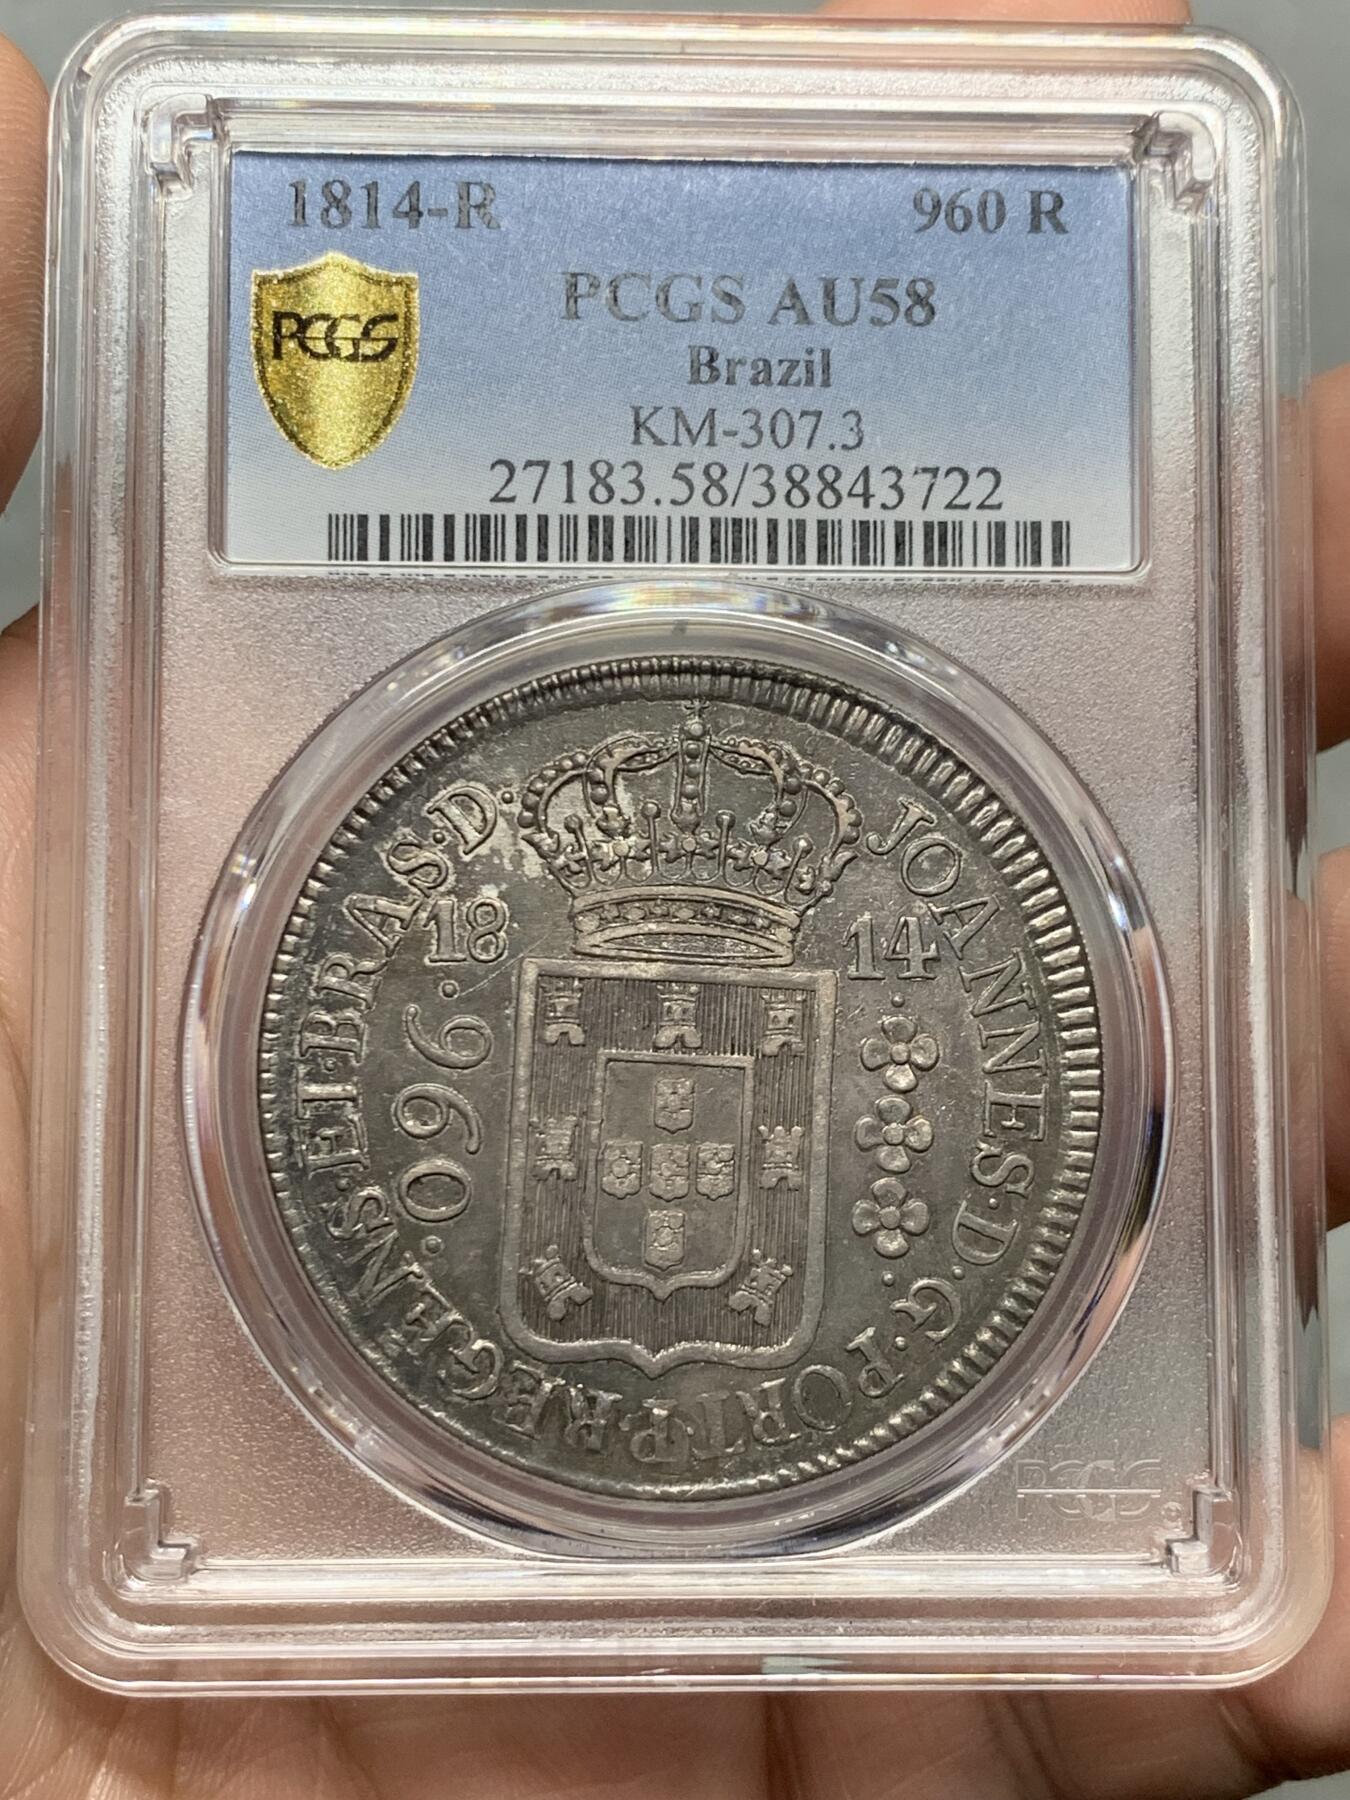 1814-R 960 R
PCGS
PCGS AU58
Brazil
KM-307.3
27183.58/38843722
JOANNES·D·G·PORT·P·REGENS·ET·BRAS·D·
18 14
960
PCGS